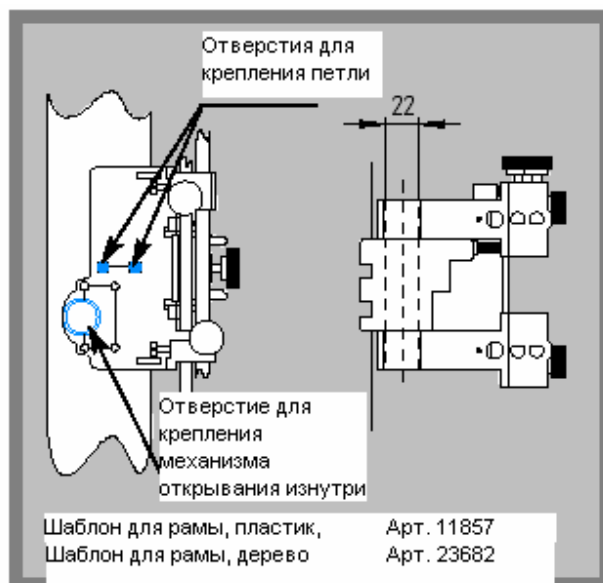 Отверстия для
крепления петли
22
Отверстие для
крепления
механизма
открывания изнутри
Шаблон для рамы, пластик, Арт. 11857
Шаблон для рамы, дерево Арт. 23682